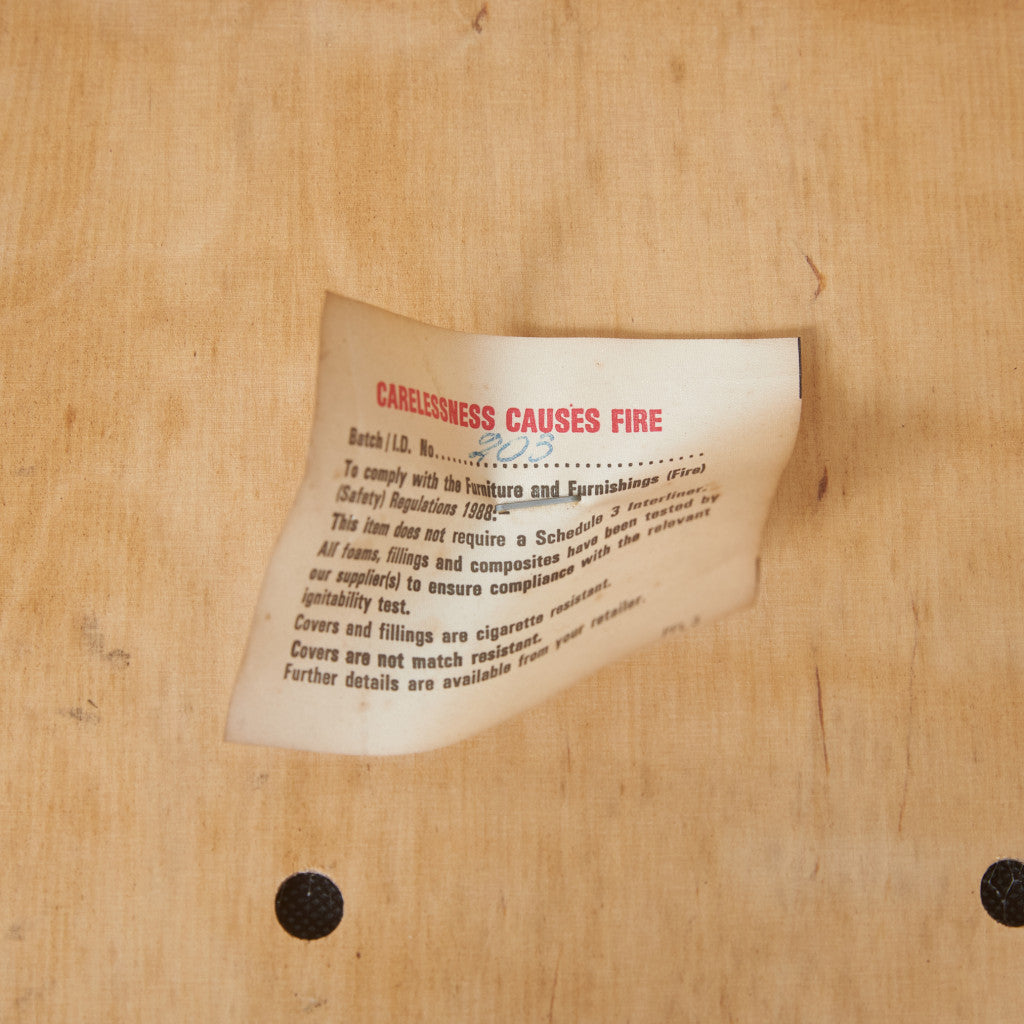 CARELESSNESS CAUSES FIRE
Batch/I.D. No. 203
To comply with the Furniture and Furnishings (Fire)
(Safety) Regulations 1988:—
This item does not require a Schedule 3 Interliner.
All foams, fillings and composites have been tested by
our supplier(s) to ensure compliance with the relevant
ignitability test.
Covers and fillings are cigarette resistant.
Covers are not match resistant.
Further details are available from your retailer.